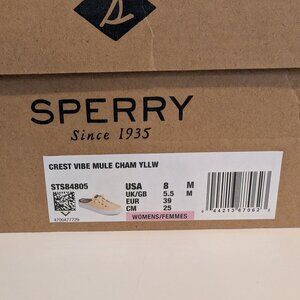 S
SPERRY
Since 1935
CREST VIBE MULE CHAM YLLW
STS84805
USA 8 M
UK/GB 5.5 M
EUR 39
CM 25
WOMENS/FEMMES
4700477729